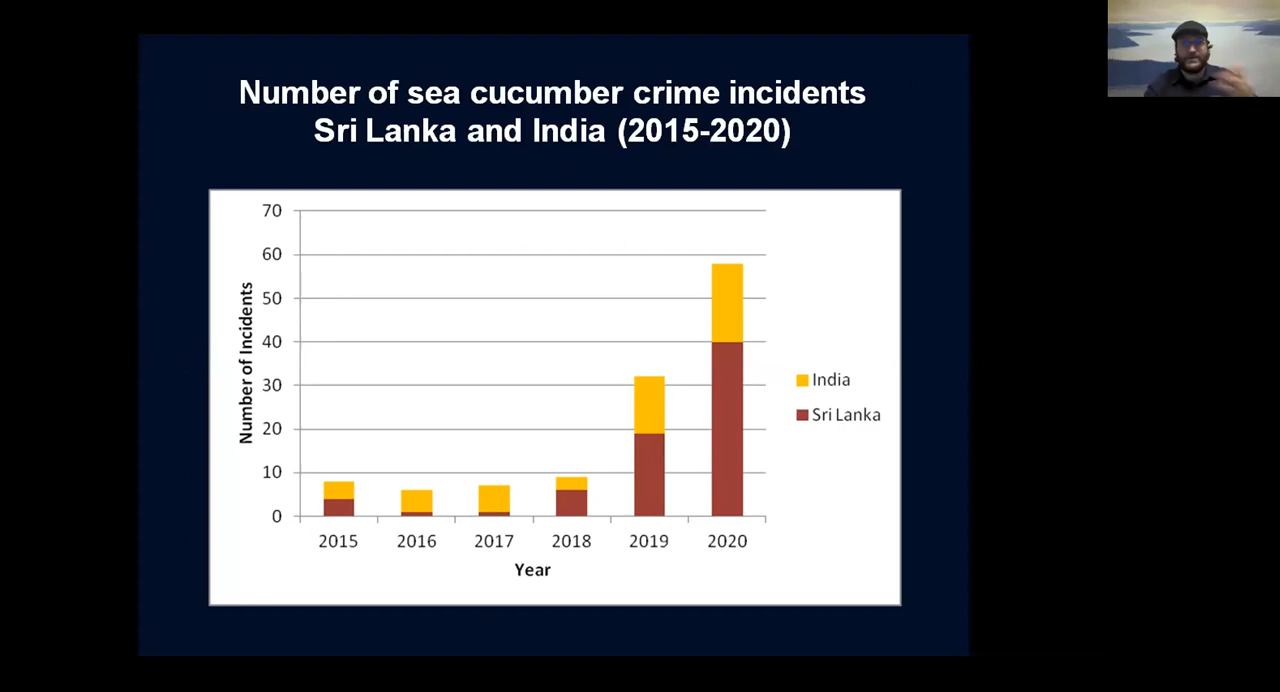 Number of sea cucumber crime incidents
Sri Lanka and India (2015-2020)
70
60
50
40
30
20
10
0
Number of Incidents
2015 2016 2017 2018 2019 2020
Year
India
Sri Lanka